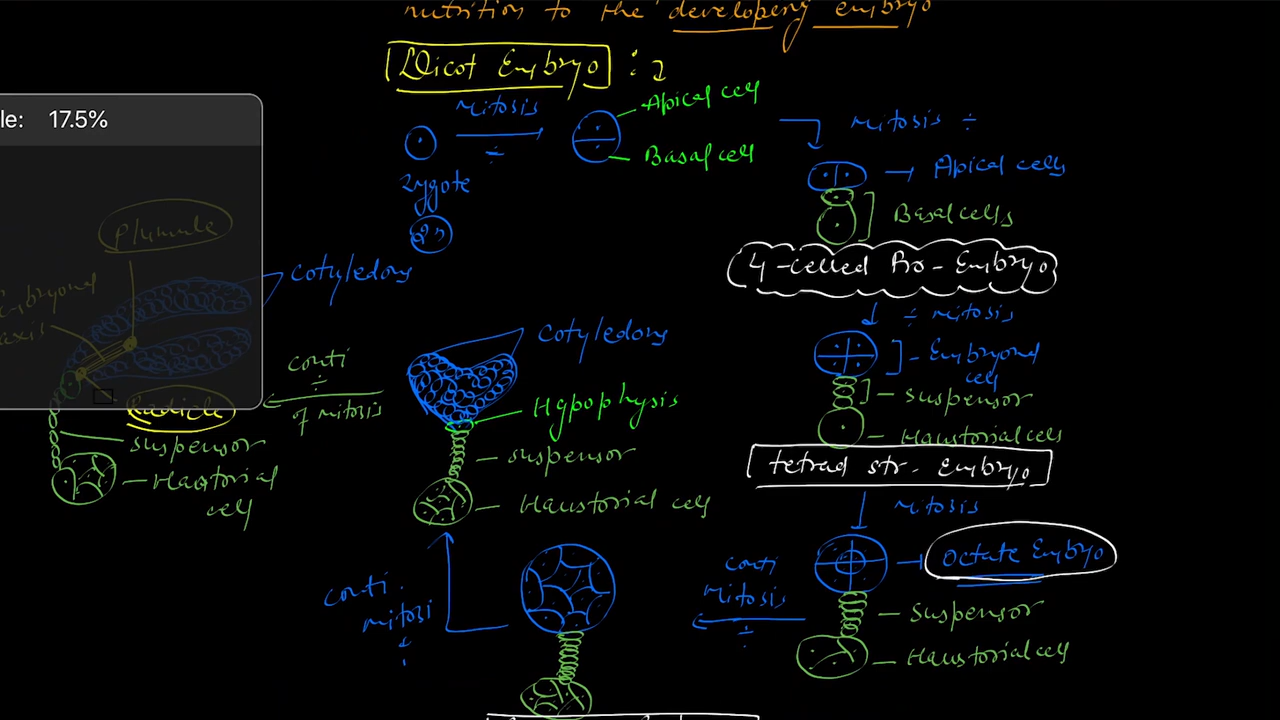 nutrition to the developing embryo
Dicot Embryo :
Mitosis
÷
Apical cell
Basal cell
Zygote
2n
Mitosis ÷
Apical cells
Basal cells
4-celled Pro-Embryo
÷ mitosis
Embryonal
cell
suspensor
Haustorial cells
tetrad str. Embryo
Mitosis
Octate Embryo
Suspensor
Haustorial cell
conti
Mitosis
÷
conti.
mitosi
÷
cotyledons
Hypophysis
suspensor
Haustorial cell
conti
÷
of mitosis
le: 17.5%
Plumule
cotyledons
axis
Radicle
suspensor
Haustorial
cell